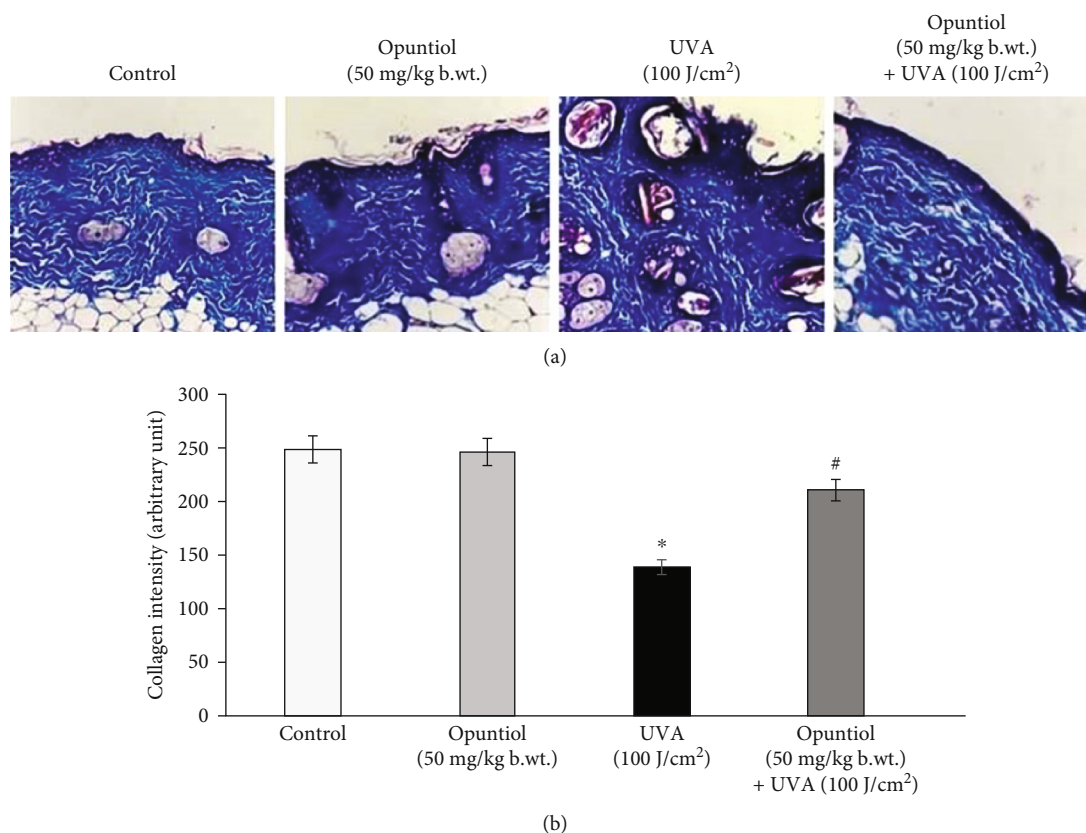 Control
Opuntiol
(50 mg/kg b.wt.)
UVA
(100 J/cm²)
Opuntiol
(50 mg/kg b.wt.)
+ UVA (100 J/cm²)
(a)
Collagen intensity (arbitrary unit)
300
250
200
150
100
50
0
*
#
Control
Opuntiol
(50 mg/kg b.wt.)
UVA
(100 J/cm²)
Opuntiol
(50 mg/kg b.wt.)
+ UVA (100 J/cm²)
(b)